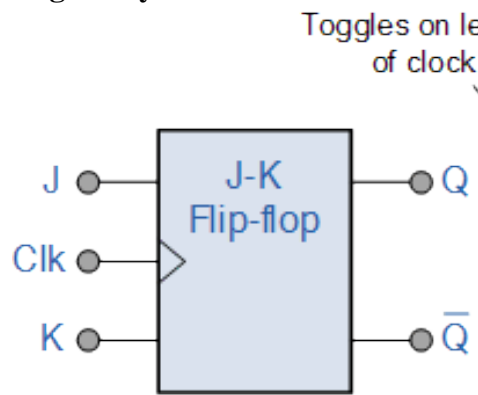 Toggles on le
of clock
J
J-K
Q
Flip-flop
Clk
K
Q̅